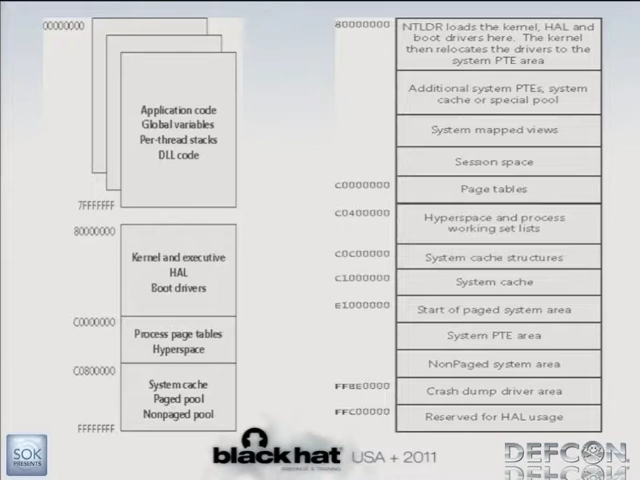 00000000
Application code
Global variables
Per-thread stacks
DLL code
7FFFFFFF
80000000
Kernel and executive
HAL
Boot drivers
C0000000
Process page tables
Hyperspace
C0800000
System cache
Paged pool
Nonpaged pool
FFFFFFFF
80000000
NTLDR loads the kernel, HAL and
boot drivers here. The kernel
then relocates the drivers to the
system PTE area
Additional system PTEs, system
cache or special pool
System mapped views
Session space
C0000000
Page tables
C0400000
Hyperspace and process
working set lists
C0C00000
System cache structures
C1000000
System cache
E1000000
Start of paged system area
System PTE area
NonPaged system area
FFBE0000
Crash dump driver area
FFC00000
Reserved for HAL usage
SOK
PRESENTS
black hat USA + 2011
DEFCON